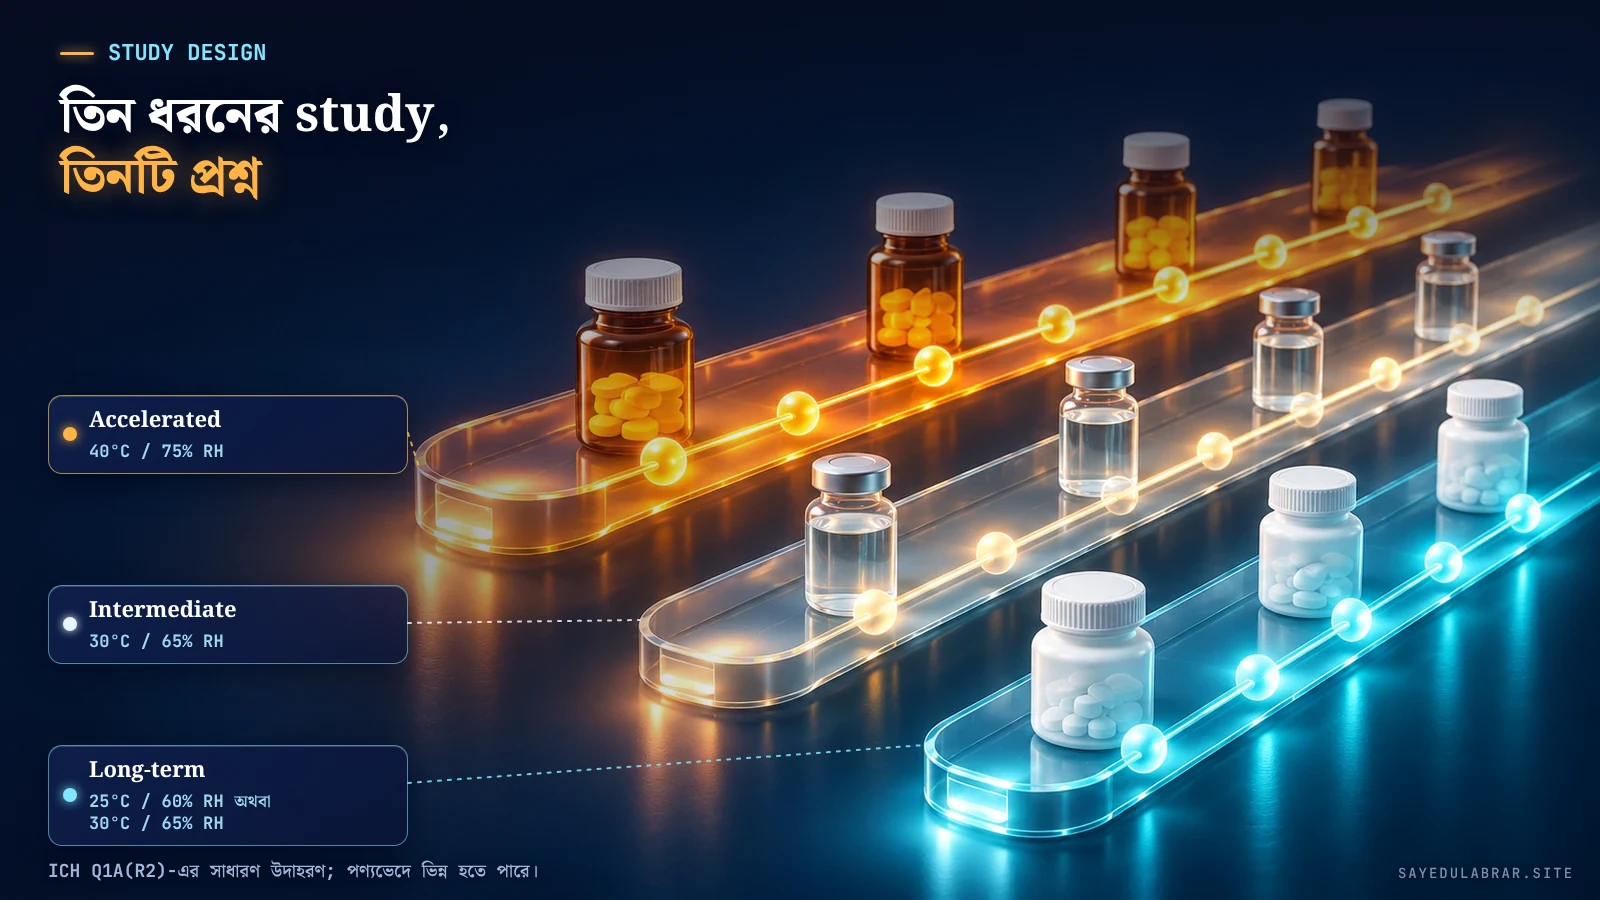 STUDY DESIGN
তিন ধরনের study,
তিনটি প্রশ্ন
Accelerated
40°C / 75% RH
Intermediate
30°C / 65% RH
Long-term
25°C / 60% RH অথবা
30°C / 65% RH
ICH Q1A(R2)-এর সাধারণ উদাহরণ; পণ্যভেদে ভিন্ন হতে পারে।
SAYEDULABRAR.SITE